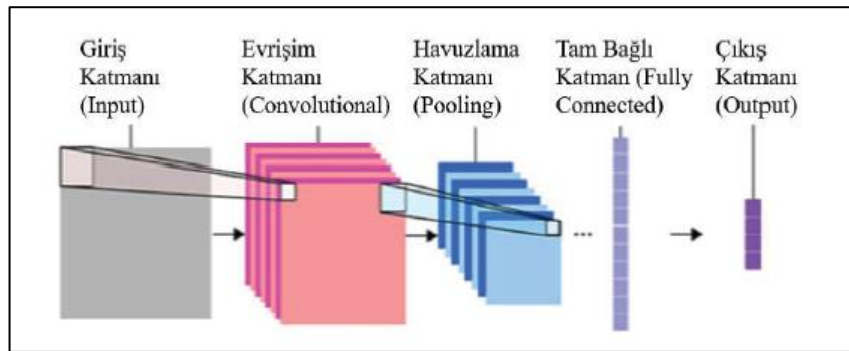 Giriş
Katmanı
(Input)
Evrişim
Katmanı
(Convolutional)
Havuzlama
Katmanı
(Pooling)
Tam Bağlı
Katman (Fully
Connected)
Çıkış
Katmanı
(Output)
...